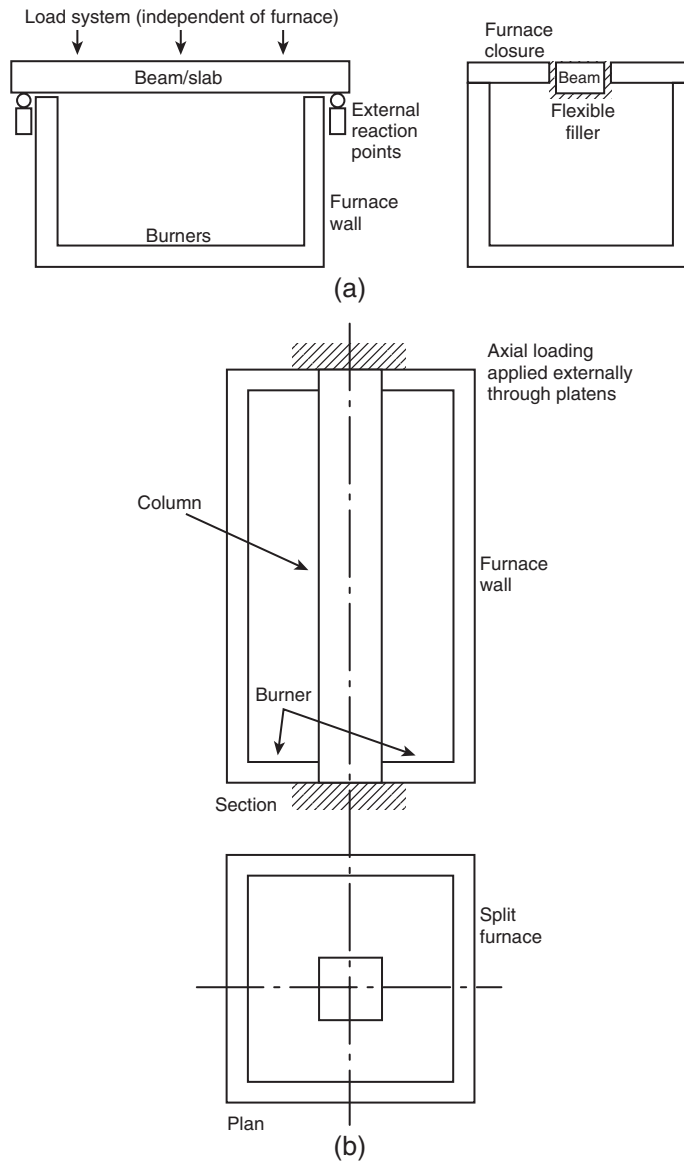 Load system (independent of furnace)
Beam/slab
External
reaction
points
Furnace
wall
Burners
Furnace
closure
Beam
Flexible
filler
(a)
Axial loading
applied externally
through platens
Column
Furnace
wall
Burner
Section
Split
furnace
Plan
(b)